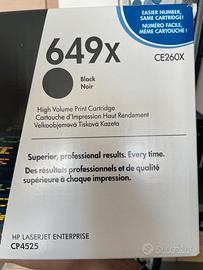 EASIER NUMBER,
SAME CARTRIDGE!
NUMÉRO FACILE,
MÊME CARTOUCHE !
649x
CE260X
Black
Noir
High Volume Print Cartridge
Cartouche d'Impression Haut Rendement
Velkoobjemová Tisková Kazeta
Superior, professional results. Every time.
Des résultats professionnels et de qualité
supérieure à chaque impression.
HP LASERJET ENTERPRISE
CP4525
subito